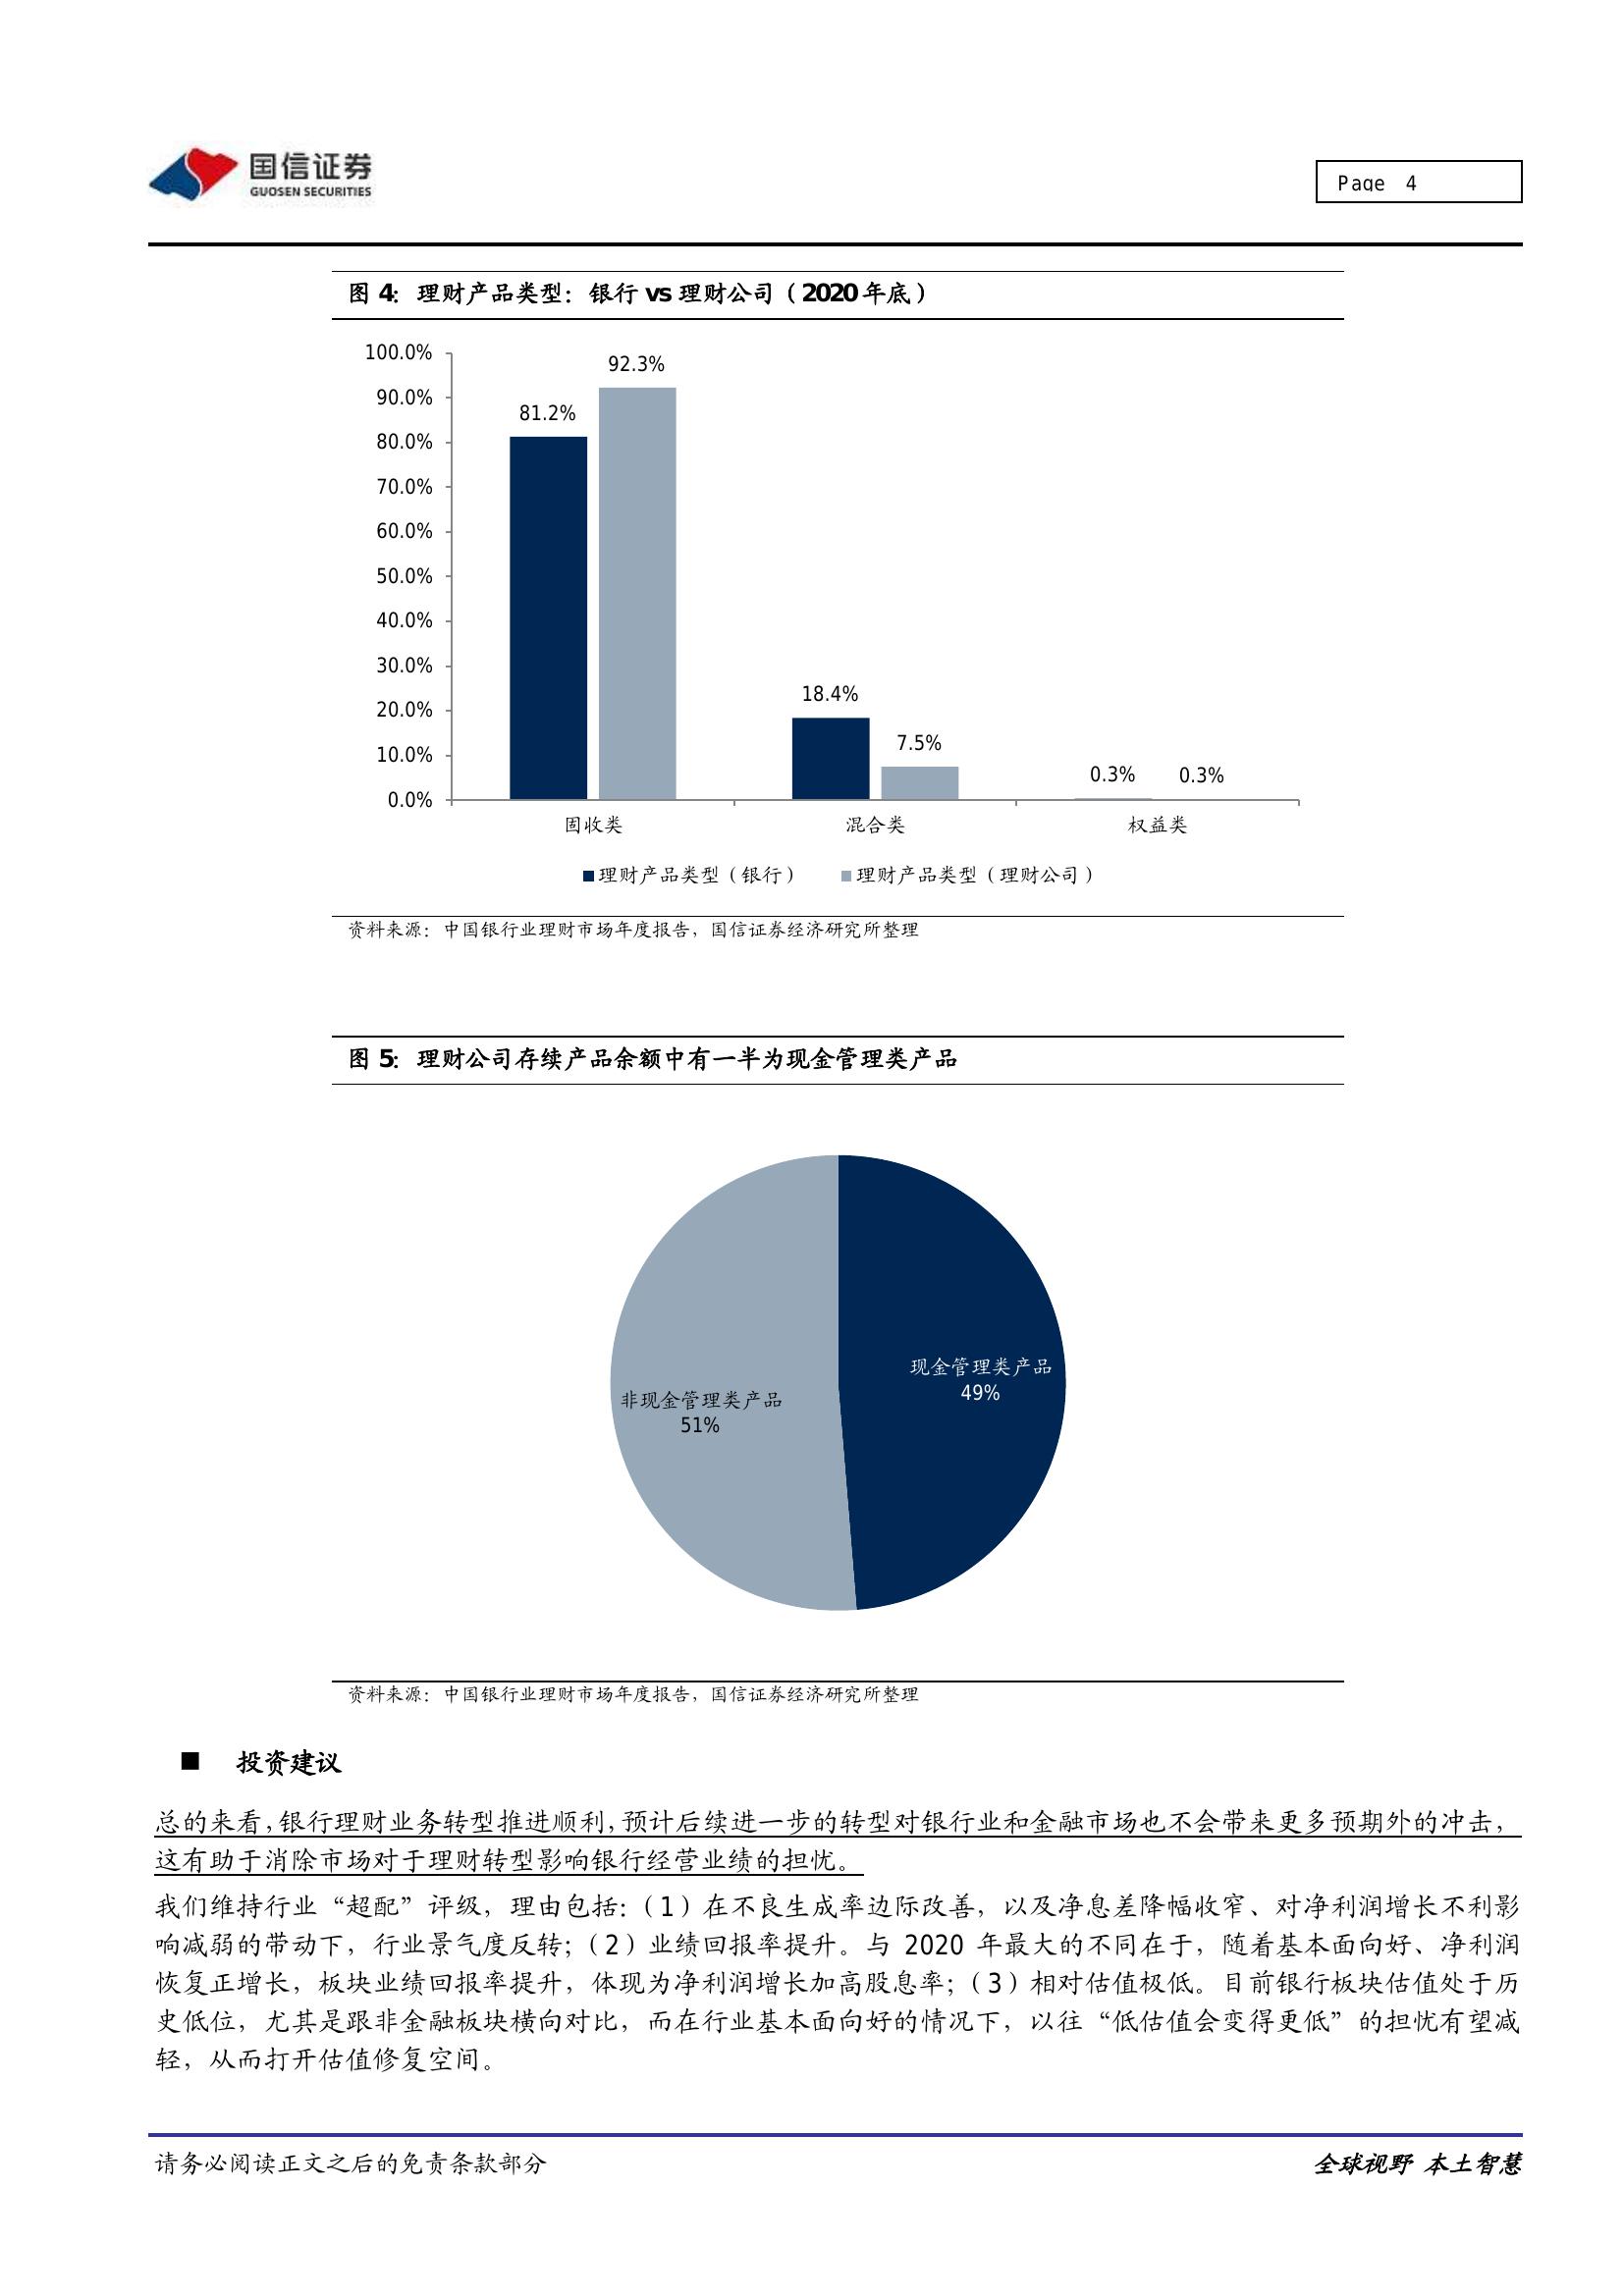 国信证券
GUOSEN SECURITIES
Page 4
图 4：理财产品类型：银行 vs 理财公司（2020 年底）
100.0%
90.0%
80.0%
70.0%
60.0%
50.0%
40.0%
30.0%
20.0%
10.0%
0.0%
81.2%
92.3%
18.4%
7.5%
0.3%
0.3%
固收类
混合类
权益类
理财产品类型（银行）
理财产品类型（理财公司）
资料来源：中国银行业理财市场年度报告，国信证券经济研究所整理
图 5：理财公司存续产品余额中有一半为现金管理类产品
现金管理类产品
49%
非现金管理类产品
51%
资料来源：中国银行业理财市场年度报告，国信证券经济研究所整理
■ 投资建议
总的来看，银行理财业务转型推进顺利，预计后续进一步的转型对银行业和金融市场也不会带来更多预期外的冲击，
这有助于消除市场对于理财转型影响银行经营业绩的担忧。
我们维持行业“超配”评级，理由包括：（1）在不良生成率边际改善，以及净息差降幅收窄、对净利润增长不利影
响减弱的带动下，行业景气度反转；（2）业绩回报率提升。与 2020 年最大的不同在于，随着基本面向好、净利润
恢复正增长，板块业绩回报率提升，体现为净利润增长加高股息率；（3）相对估值极低。目前银行板块估值处于历
史低位，尤其是跟非金融板块横向对比，而在行业基本面向好的情况下，以往“低估值会变得更低”的担忧有望减
轻，从而打开估值修复空间。
请务必阅读正文之后的免责条款部分
全球视野 本土智慧